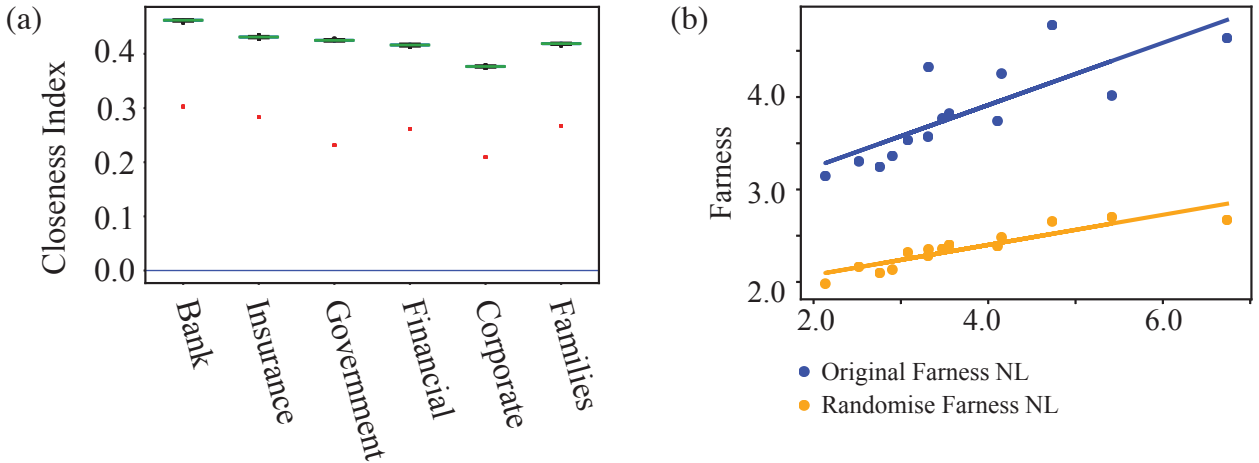 (a)
Closeness Index
0.4
0.3
0.2
0.1
0.0
Bank
Insurance
Government
Financial
Corporate
Families
(b)
Farness
4.0
3.0
2.0
2.0
4.0
6.0
Original Farness NL
Randomise Farness NL